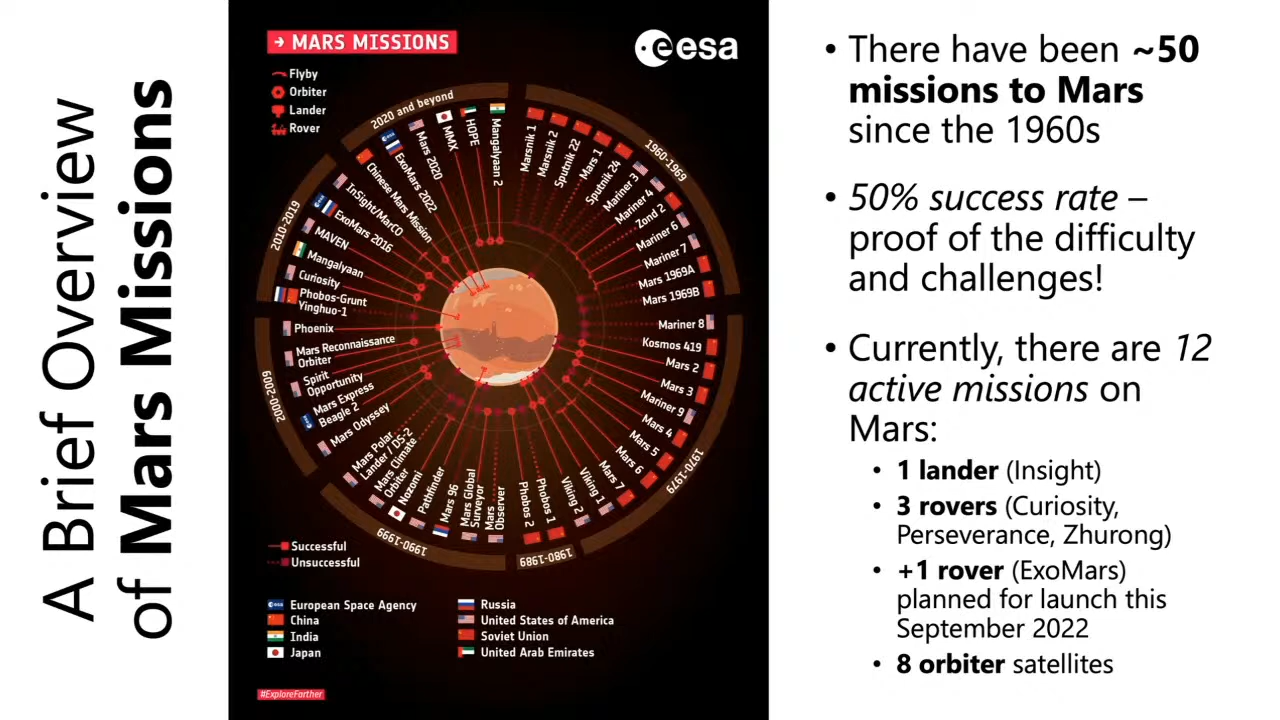 A Brief Overview
of Mars Missions
→ MARS MISSIONS
esa
Flyby
Orbiter
Lander
Rover
2020 and beyond
Chinese Mars Mission
ExoMars 2022
Mars 2020
MMX
HOPE
Mangalyaan 2
1960-1969
Marsnik 1
Marsnik 2
Sputnik 22
Mars 1
Sputnik 24
Mariner 3
Mariner 4
Zond 2
Mariner 6
Mariner 7
Mars 1969A
Mars 1969B
1970-1979
Mariner 8
Kosmos 419
Mars 2
Mars 3
Mariner 9
Mars 4
Mars 5
Mars 6
Mars 7
Viking 1
Viking 2
1980-1989
Phobos 1
Phobos 2
1990-1999
Mars
Observer
Mars Global
Surveyor
Mars 96
Pathfinder
Nozomi
Mars Climate
Orbiter
Mars Polar
Lander / DS-2
2000-2009
Mars Odyssey
Mars Express
Beagle 2
Spirit
Opportunity
Mars Reconnaissance
Orbiter
Phoenix
2010-2019
Phobos-Grunt
Yinghuo-1
Curiosity
Mangalyaan
MAVEN
ExoMars 2016
InSight/MarCO
Successful
Unsuccessful
esa
European Space Agency
China
India
Japan
Russia
United States of America
Soviet Union
United Arab Emirates
#ExploreFarther
• There have been ~50
missions to Mars
since the 1960s
• 50% success rate –
proof of the difficulty
and challenges!
• Currently, there are 12
active missions on
Mars:
• 1 lander (Insight)
• 3 rovers (Curiosity,
Perseverance, Zhurong)
• +1 rover (ExoMars)
planned for launch this
September 2022
• 8 orbiter satellites